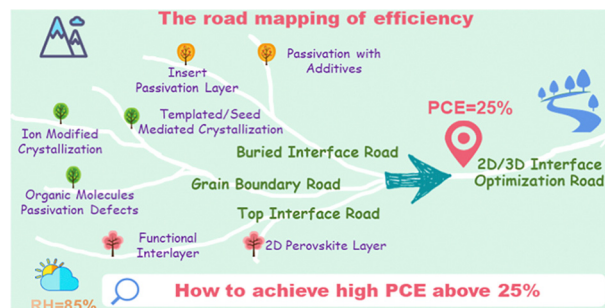 The road mapping of efficiency
Insert
Passivation Layer
Passivation with
Additives
Templated/Seed
Mediated Crystallization
Ion Modified
Crystallization
PCE=25%
Buried Interface Road
2D/3D Interface
Optimization Road
Grain Boundary Road
Organic Molecules
Passivation Defects
Top Interface Road
Functional
Interlayer
2D Perovskite Layer
RH=85%
How to achieve high PCE above 25%